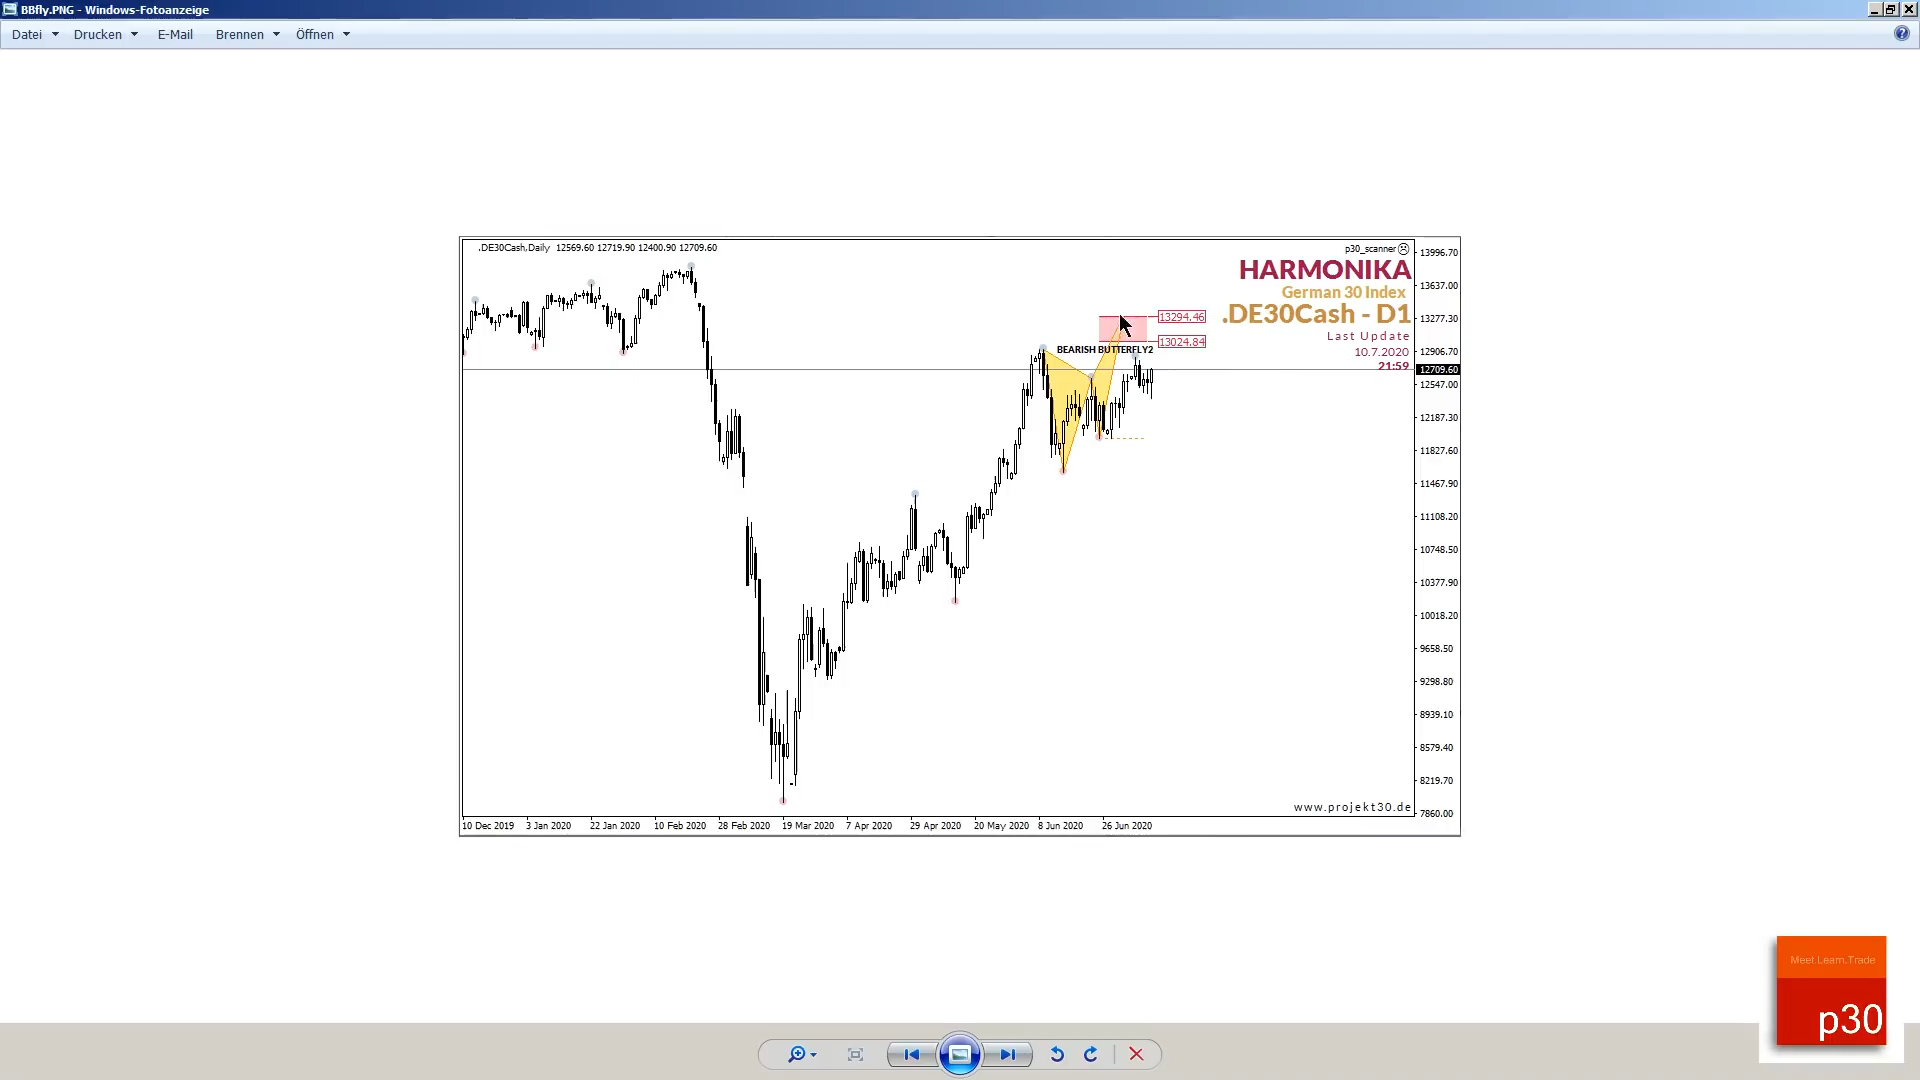 BBfly.PNG - Windows-Fotoanzeige
Datei Drucken E-Mail Brennen Öffnen
.DE30Cash,Daily 12569.60 12719.90 12400.90 12709.60
p30_scanner
HARMONIKA
German 30 Index
.DE30Cash - D1
Last Update
10.7.2020
21:59
13294.46
13024.84
BEARISH BUTTERFLY2
13996.70
13637.00
13277.30
12906.70
12709.60
12547.00
12187.30
11827.60
11467.90
11108.20
10748.50
10377.90
10018.20
9658.50
9298.80
8939.10
8579.40
8219.70
7860.00
www.projekt30.de
10 Dec 2019 3 Jan 2020 22 Jan 2020 10 Feb 2020 28 Feb 2020 19 Mar 2020 7 Apr 2020 29 Apr 2020 20 May 2020 8 Jun 2020 26 Jun 2020
Meet.Learn.Trade
p30